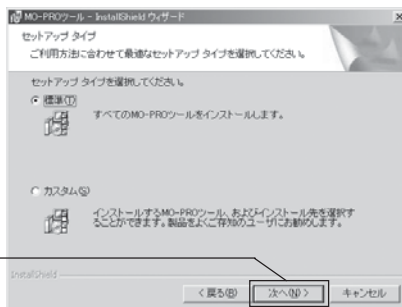 MO-PROツール - InstallShield ウィザード
セットアップ タイプ
ご利用方法に合わせて最適なセットアップ タイプを選択してください。
セットアップ タイプを選択してください。
標準(T)
すべてのMO-PROツールをインストールします。
カスタム(S)
インストールするMO-PROツール、およびインストール先を選択す
ることができます。製品をよくご存知のユーザにお勧めします。
InstallShield
< 戻る(B) 次へ(N) > キャンセル